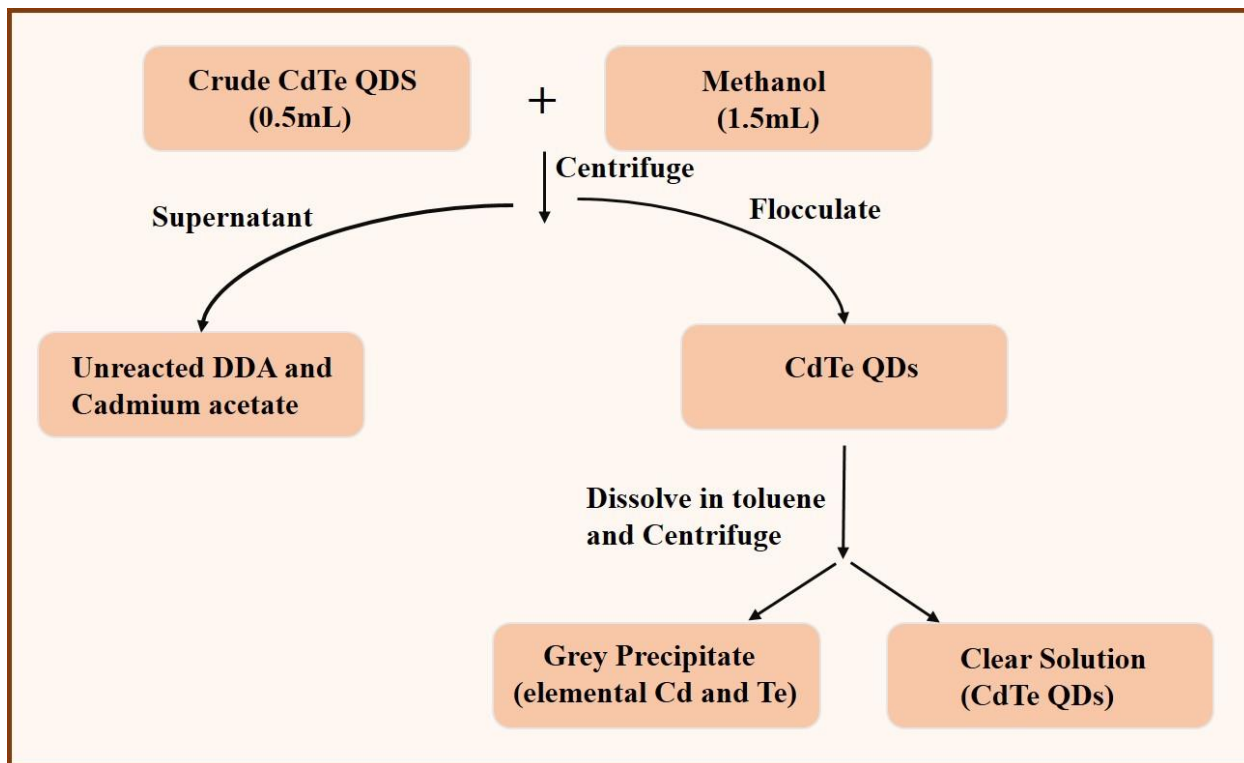 Crude CdTe QDS
(0.5mL)
+
Methanol
(1.5mL)
Centrifuge
Supernatant
Flocculate
Unreacted DDA and
Cadmium acetate
CdTe QDs
Dissolve in toluene
and Centrifuge
Grey Precipitate
(elemental Cd and Te)
Clear Solution
(CdTe QDs)